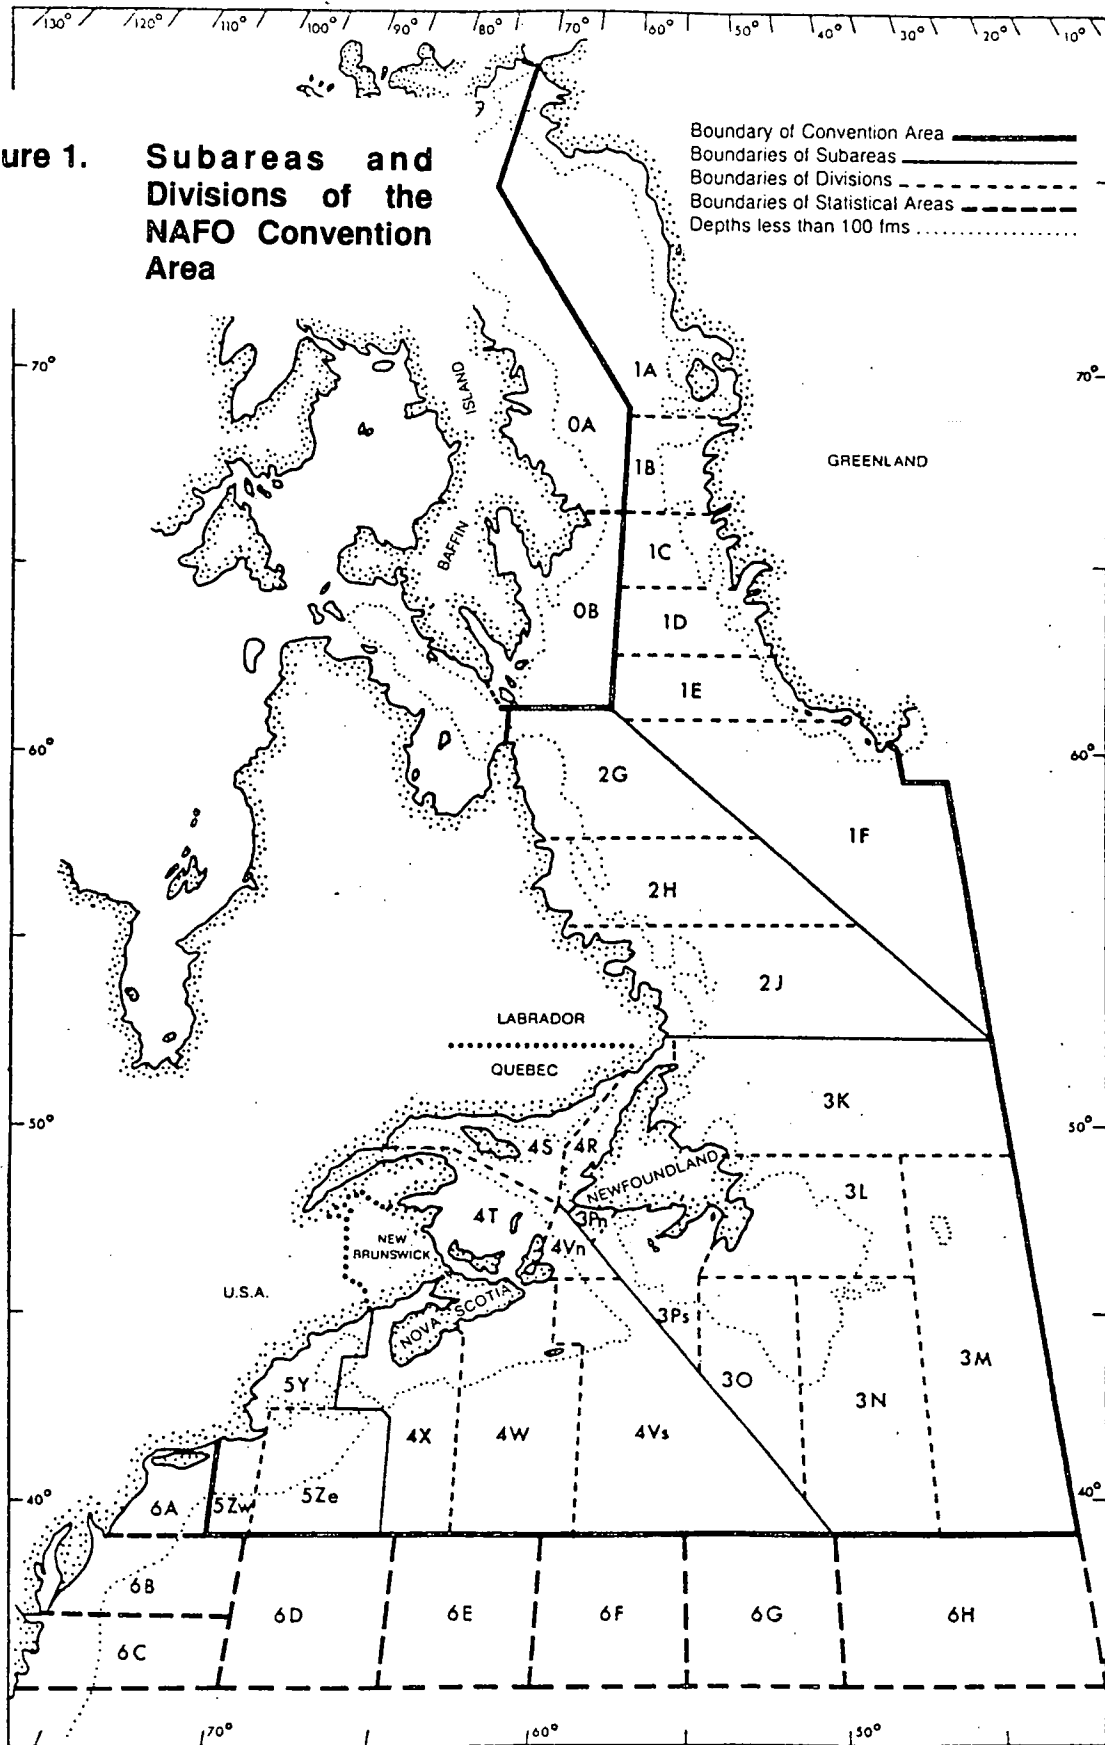 130° 120° 110° 100° 90° 80° 70° 60° 50° 40° 30° 20° 10°
ure 1. Subareas and
Divisions of the
NAFO Convention
Area
Boundary of Convention Area
Boundaries of Subareas
Boundaries of Divisions
Boundaries of Statistical Areas
Depths less than 100 fms
70° 1A 70°
ISLAND
0A
GREENLAND
1B
BAFFIN
1C
0B
1D
1E
60° 60°
2G
1F
2H
2J
LABRADOR
QUEBEC
3K
50° 50°
4S 4R
NEWFOUNDLAND
3L
4T 3Pn
NEW
BRUNSWICK
4Vn
U.S.A.
NOVA SCOTIA
3Ps
3M
5Y 3O
3N
4X 4W 4Vs
40° 40°
6A 5Zw 5Ze
6B
6D 6E 6F 6G 6H
6C
70° 60° 50°